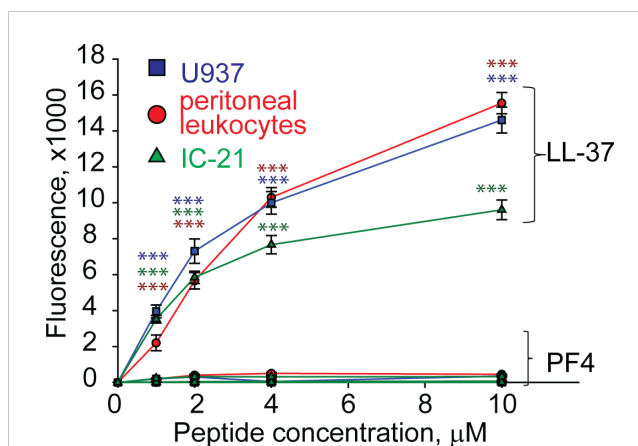 18
16
14
12
10
8
6
4
2
0
Fluorescence, x1000
U937
peritoneal
leukocytes
IC-21
***
***
***
***
***
***
***
***
***
***
***
***
***
LL-37
PF4
0 2 4 6 8 10
Peptide concentration, μM